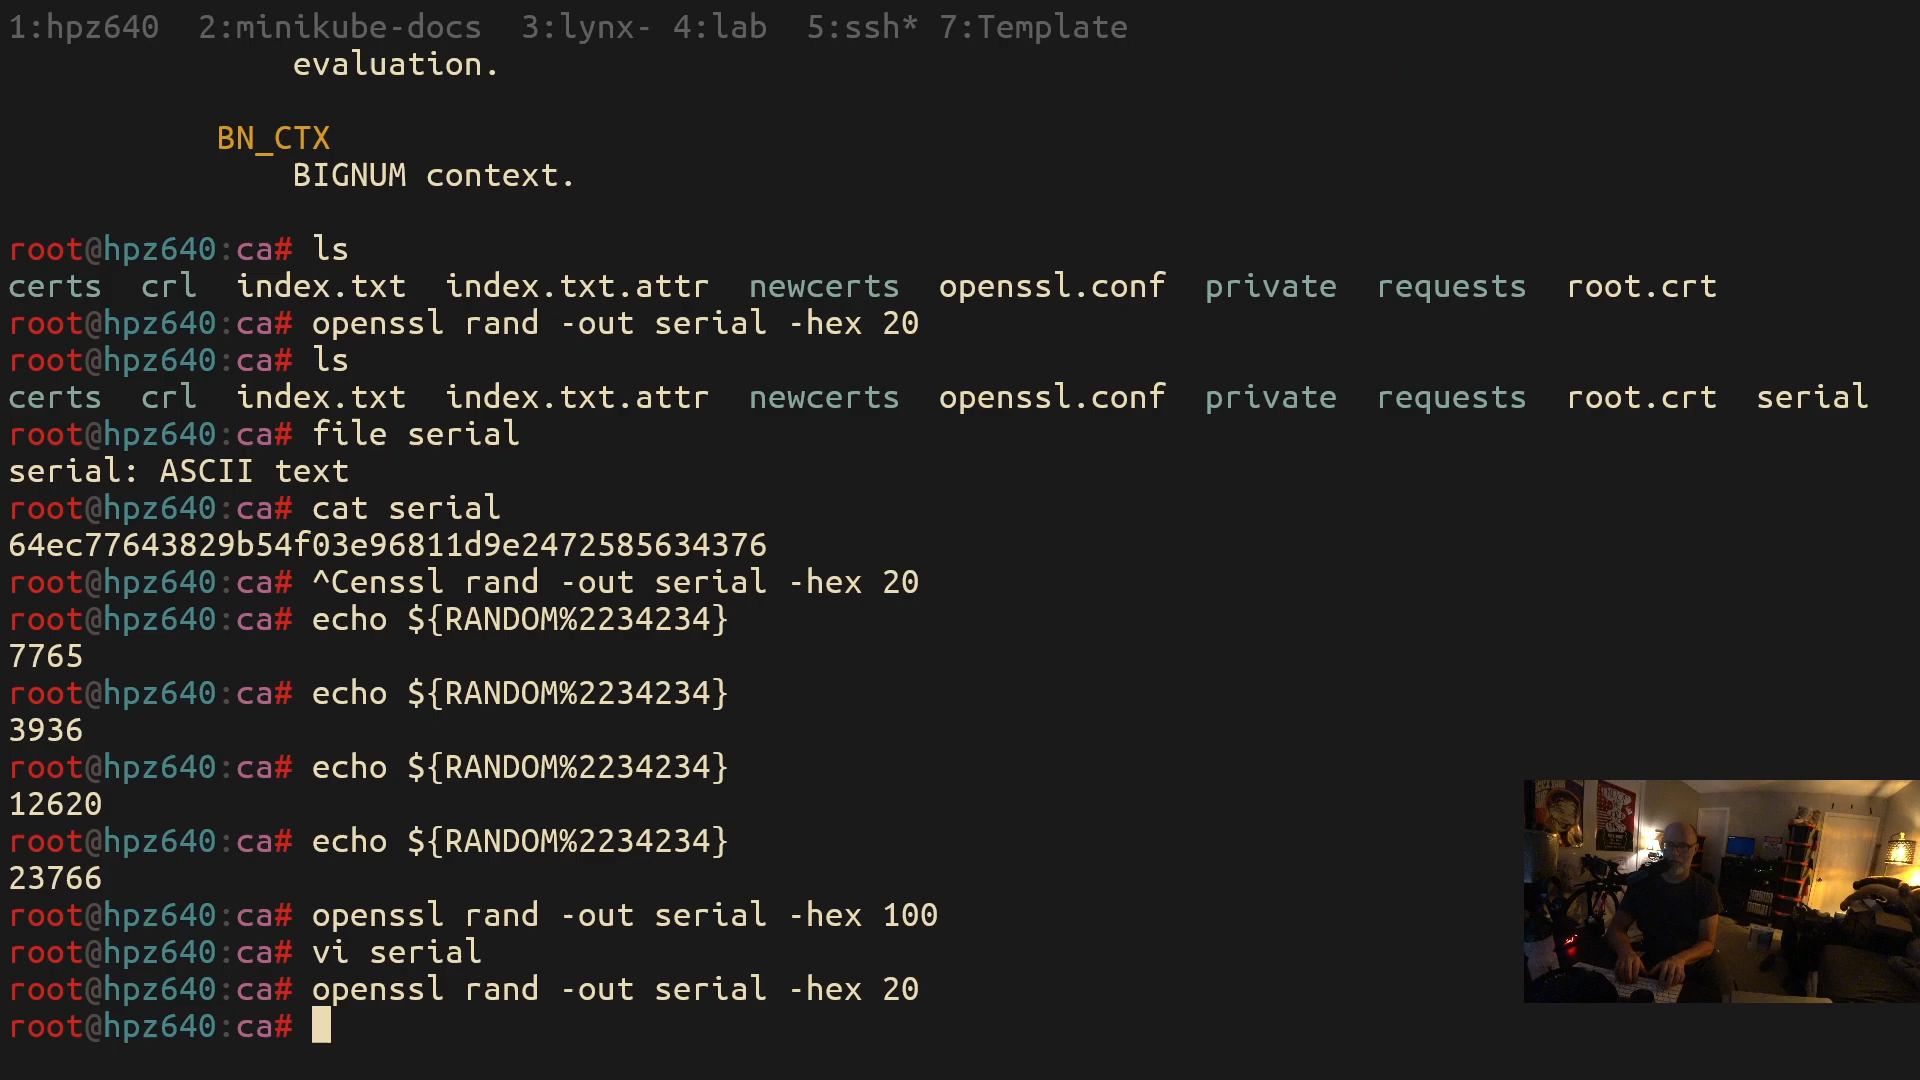 1:hpz640  2:minikube-docs  3:lynx- 4:lab  5:ssh* 7:Template
evaluation.
BN_CTX
BIGNUM context.
root@hpz640:ca# ls
certs  crl  index.txt  index.txt.attr  newcerts  openssl.conf  private  requests  root.crt
root@hpz640:ca# openssl rand -out serial -hex 20
root@hpz640:ca# ls
certs  crl  index.txt  index.txt.attr  newcerts  openssl.conf  private  requests  root.crt  serial
root@hpz640:ca# file serial
serial: ASCII text
root@hpz640:ca# cat serial
64ec77643829b54f03e96811d9e2472585634376
root@hpz640:ca# ^Censsl rand -out serial -hex 20
root@hpz640:ca# echo ${RANDOM%2234234}
7765
root@hpz640:ca# echo ${RANDOM%2234234}
3936
root@hpz640:ca# echo ${RANDOM%2234234}
12620
root@hpz640:ca# echo ${RANDOM%2234234}
23766
root@hpz640:ca# openssl rand -out serial -hex 100
root@hpz640:ca# vi serial
root@hpz640:ca# openssl rand -out serial -hex 20
root@hpz640:ca#